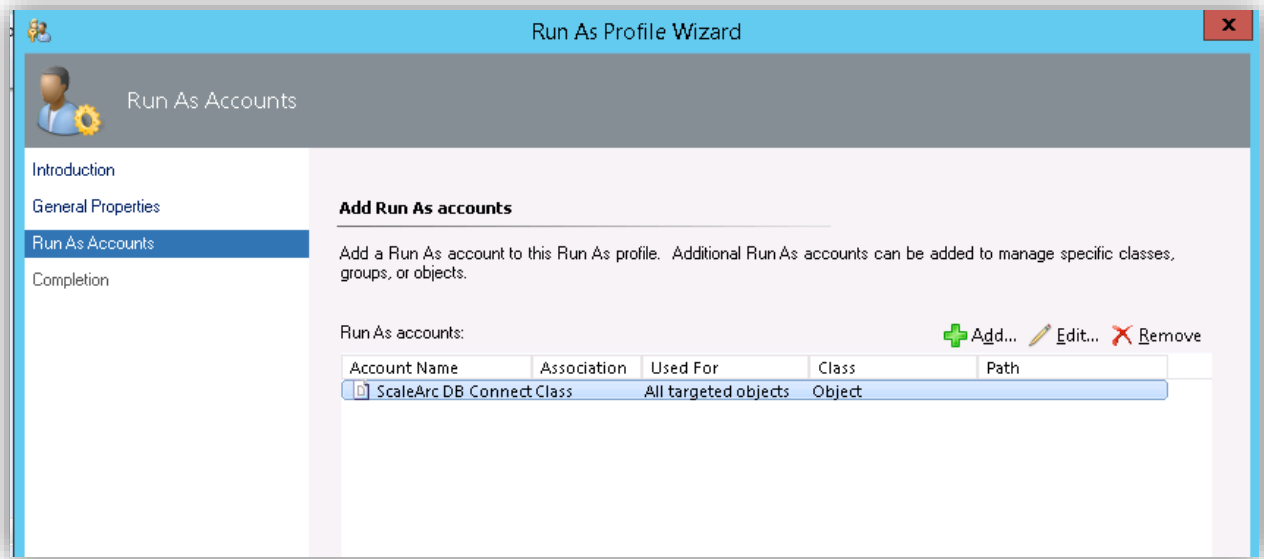 Run As Profile Wizard
x
Run As Accounts
Introduction
General Properties
Run As Accounts
Completion
Add Run As accounts
Add a Run As account to this Run As profile. Additional Run As accounts can be added to manage specific classes,
groups, or objects.
Run As accounts:
Add... Edit... Remove
Account Name Association Used For Class Path
ScaleArc DB Connect Class All targeted objects Object